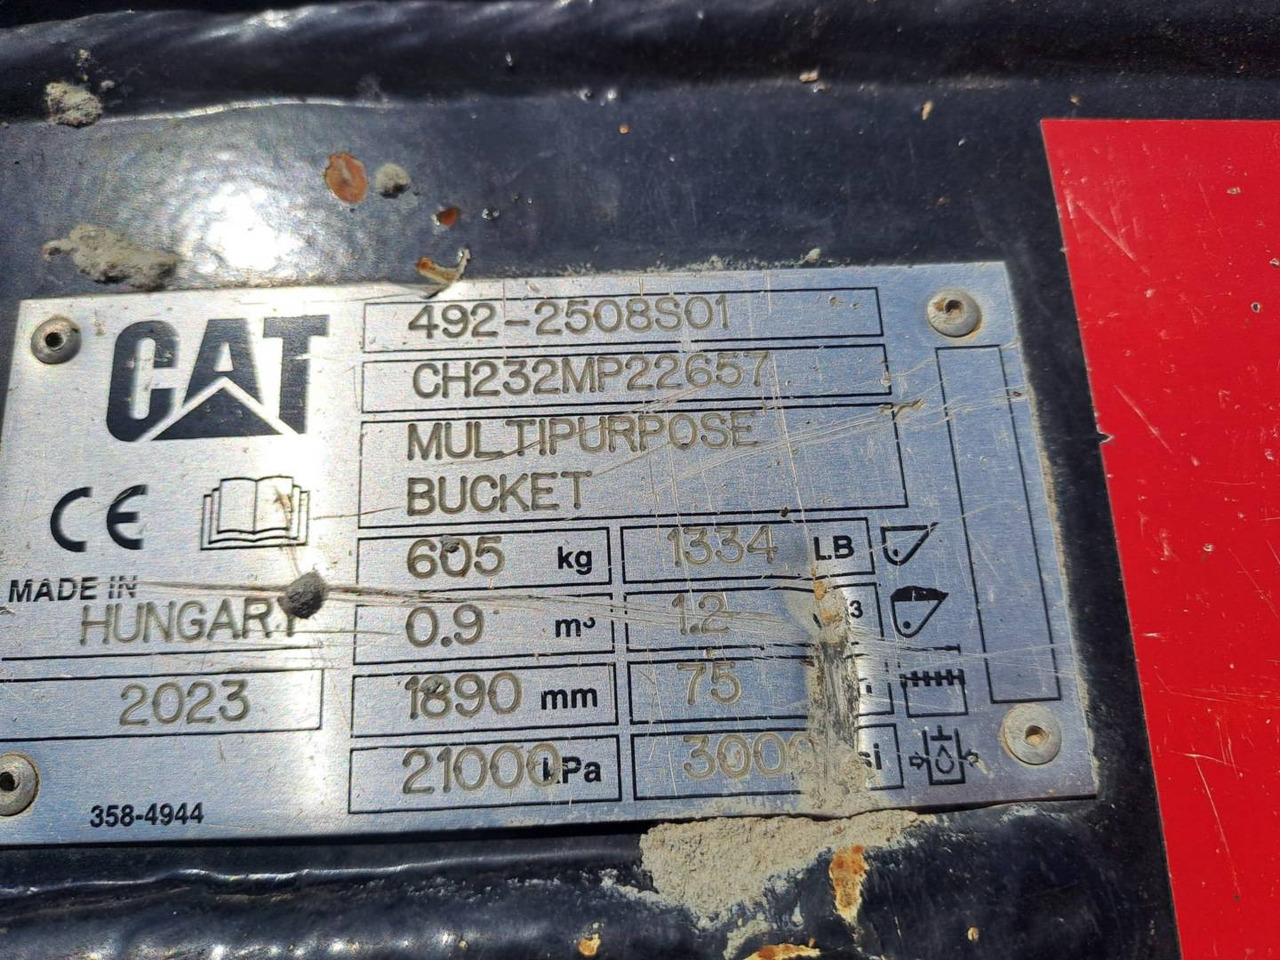 CAT
492-2508S01
CH232MP22657
MULTIPURPOSE
BUCKET
CE
MADE IN
HUNGARY
605 kg 1334 LB
0.9 m³ 1.2
2023
1890 mm 75
21000 kPa 3000
358-4944